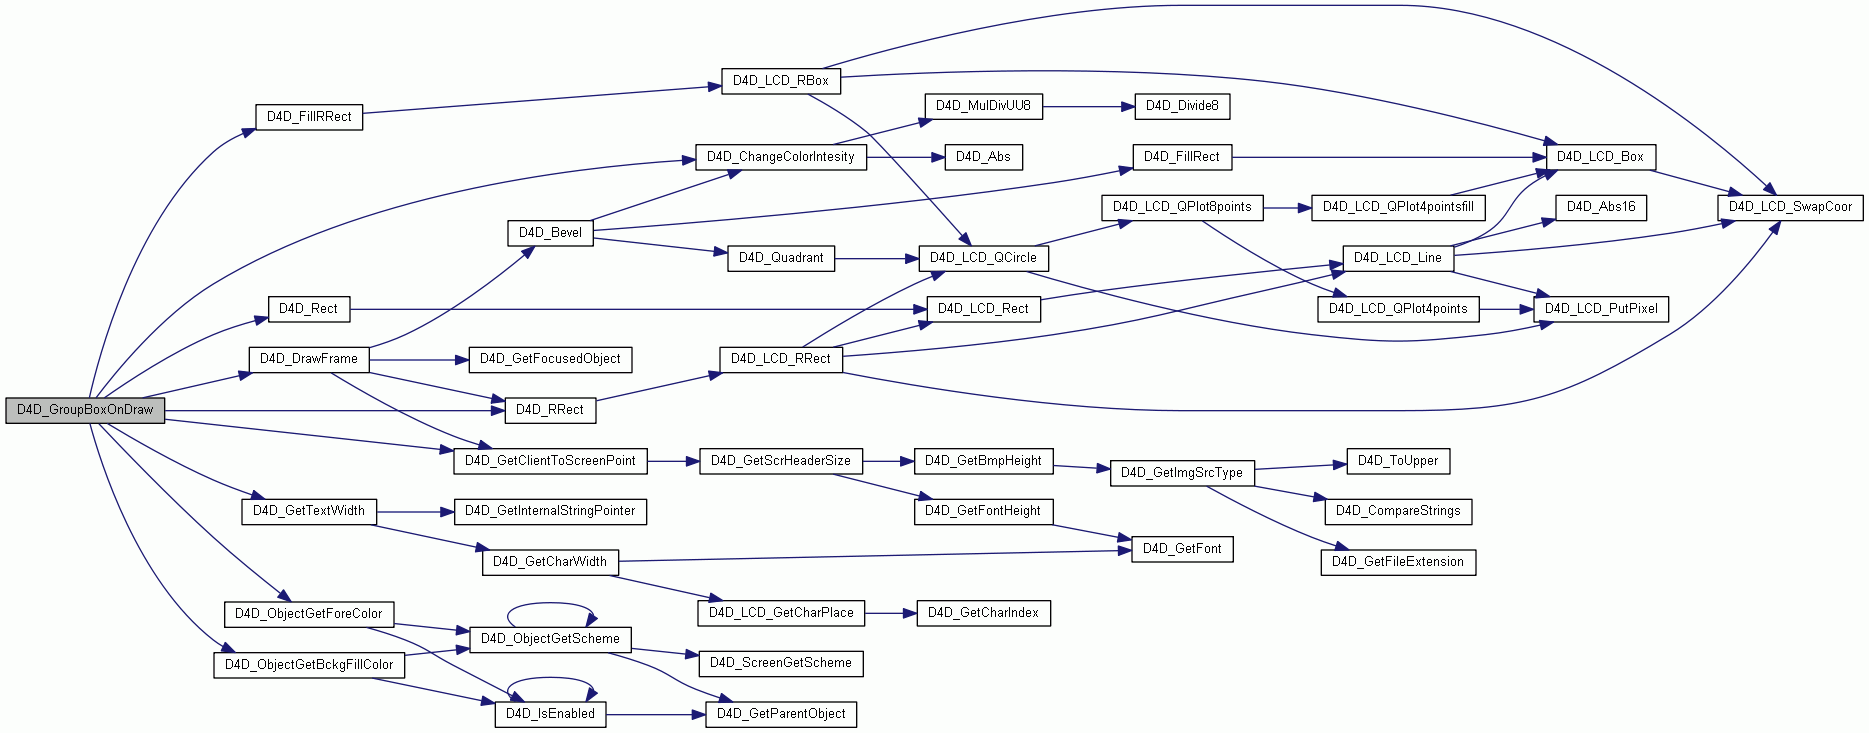 D4D_LCD_RBox
D4D_FillRRect
D4D_MulDivUU8
D4D_Divide8
D4D_ChangeColorIntesity
D4D_Abs
D4D_FillRect
D4D_LCD_Box
D4D_LCD_QPlot8points
D4D_LCD_QPlot4pointsfill
D4D_Abs16
D4D_LCD_SwapCoor
D4D_Bevel
D4D_Quadrant
D4D_LCD_QCircle
D4D_LCD_Line
D4D_Rect
D4D_LCD_Rect
D4D_LCD_QPlot4points
D4D_LCD_PutPixel
D4D_DrawFrame
D4D_GetFocusedObject
D4D_LCD_RRect
D4D_GroupBoxOnDraw
D4D_RRect
D4D_GetClientToScreenPoint
D4D_GetScrHeaderSize
D4D_GetBmpHeight
D4D_GetImgSrcType
D4D_ToUpper
D4D_GetTextWidth
D4D_GetInternalStringPointer
D4D_GetFontHeight
D4D_CompareStrings
D4D_GetCharWidth
D4D_GetFont
D4D_GetFileExtension
D4D_ObjectGetForeColor
D4D_LCD_GetCharPlace
D4D_GetCharIndex
D4D_ObjectGetScheme
D4D_ObjectGetBckgFillColor
D4D_ScreenGetScheme
D4D_IsEnabled
D4D_GetParentObject